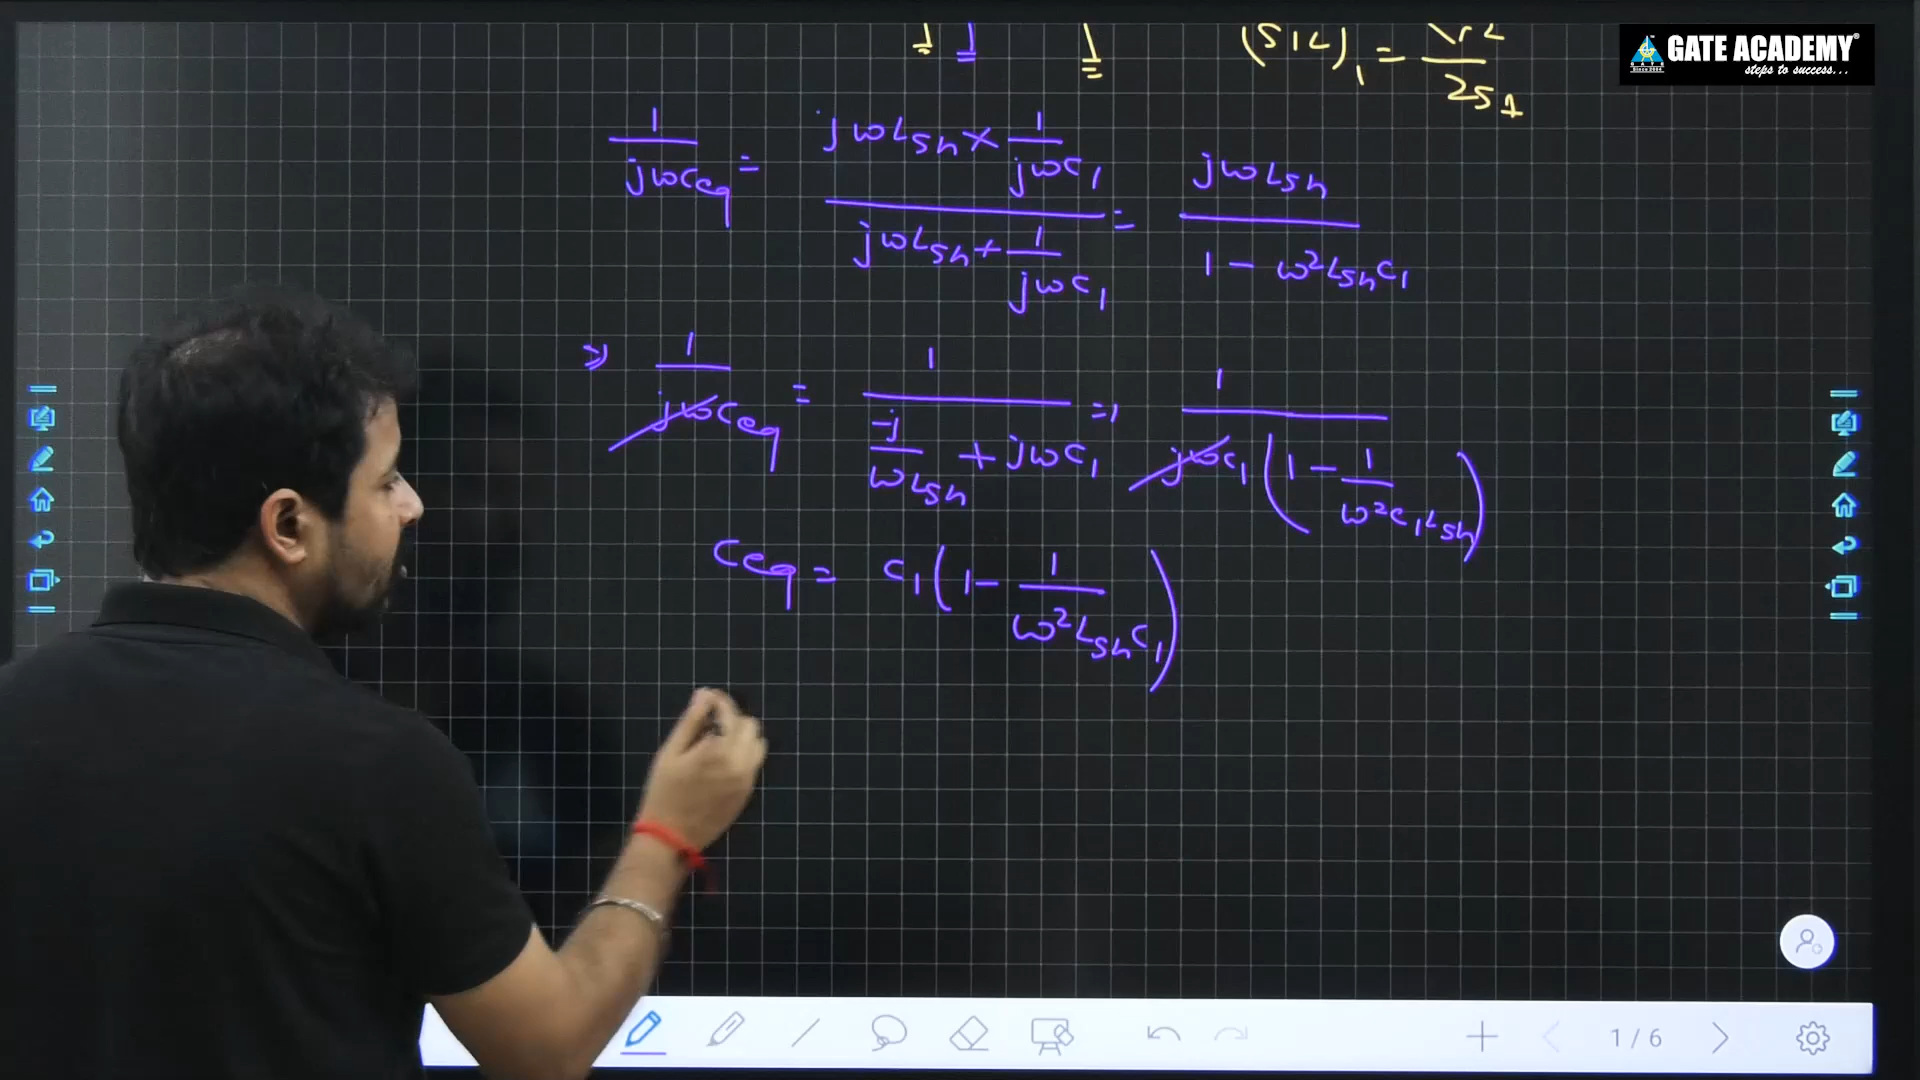 (SIL)₁ = / 2S₁
GATE ACADEMY®
steps to success...
1/jωCeq = (jωLsh × 1/jωC₁)/(jωLsh + 1/jωC₁) = jωLsh/(1 - ω²LshC₁)
⇒ 1/jωCeq = 1/(-j/ωLsh + jωC₁) ⇒ 1/(jωC₁(1 - 1/ω²C₁Lsh))
Ceq = C₁(1 - 1/ω²LshC₁)
1 / 6